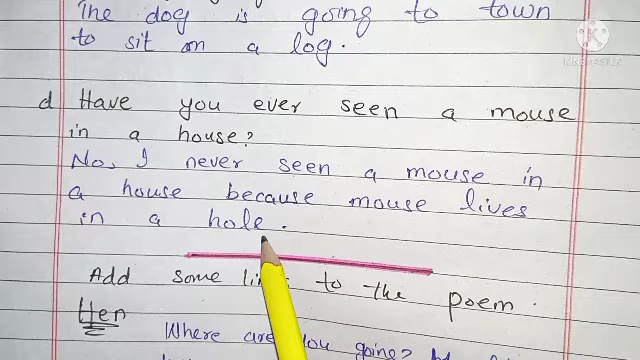 The dog is going to town
to sit on a log.
d Have you ever seen a mouse
in a house?
No, I never seen a mouse in
a house because mouse lives
in a hole.
Add some to the poem.
Hen
Where are you going?